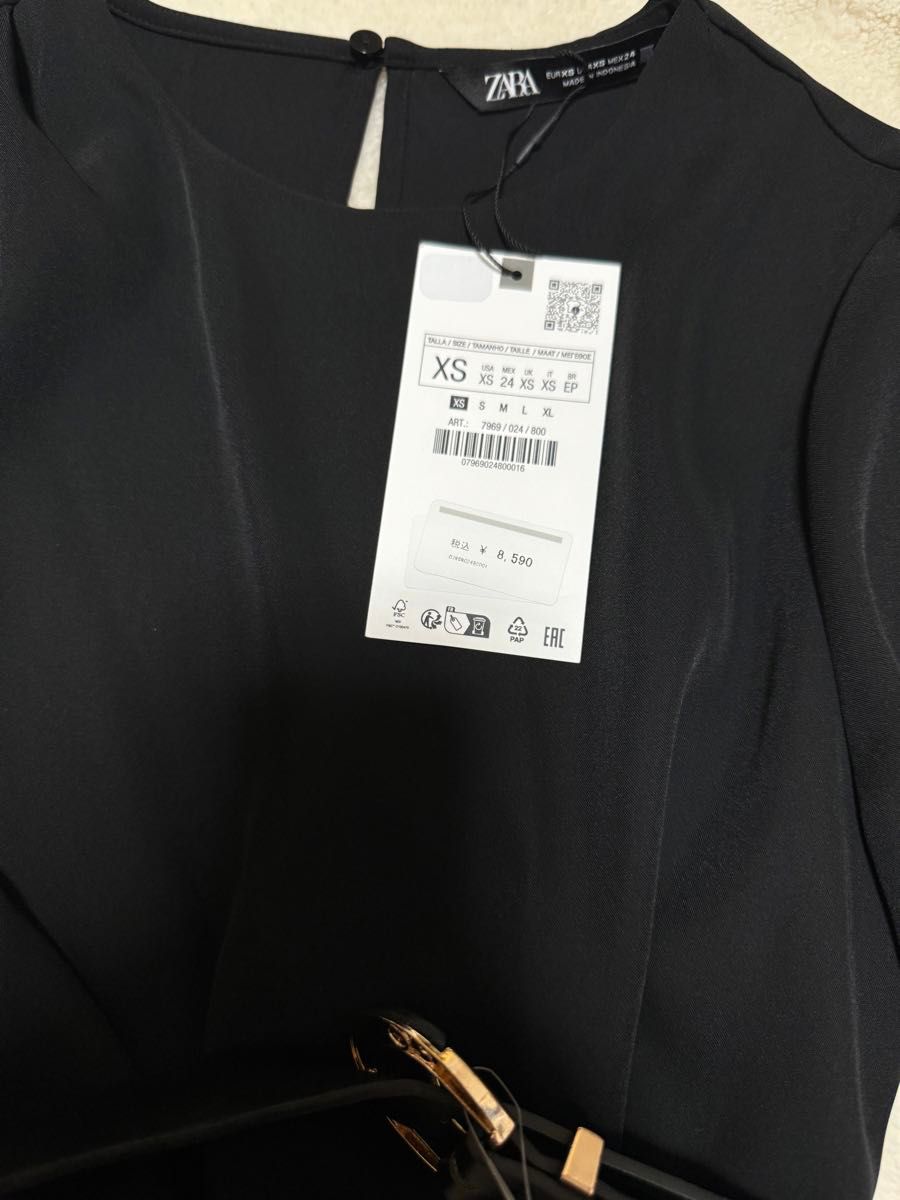 ZARA
EUR XS
XS MEX 24
MADE IN INDONESIA
TALLA / SIZE / TAMANHO / TAILLE / MAAT / ΜΕΓΕΘΟΣ
XS
USA MEX UK IT BR
XS 24 XS XS EP
XS S M L XL
ART.: 7969 / 024 / 800
07969024800016
税込 ¥ 8,590
FSC
MIX
FR
22
PAP
EAC